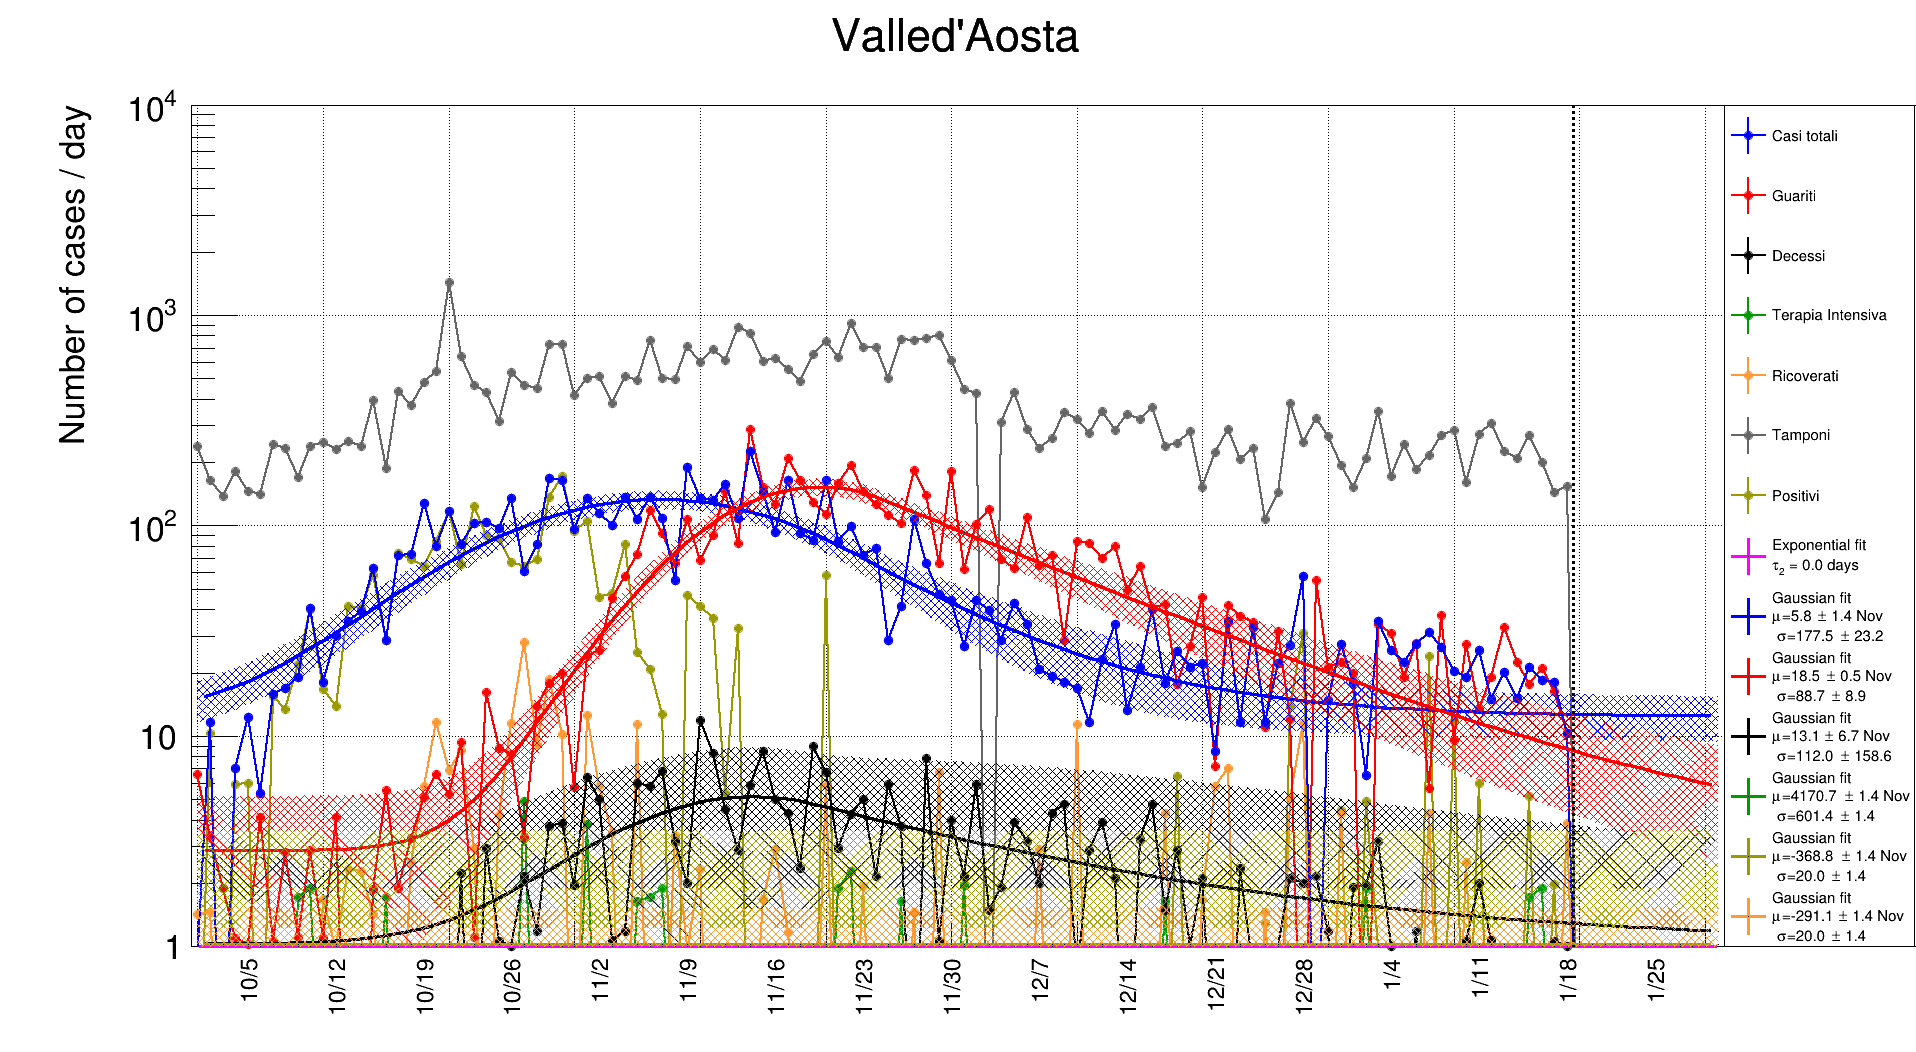 Valled'Aosta
Number of cases / day
10^4
10^3
10^2
10
1
10/5
10/12
10/19
10/26
11/2
11/9
11/16
11/23
11/30
12/7
12/14
12/21
12/28
1/4
1/11
1/18
1/25
Casi totali
Guariti
Decessi
Terapia Intensiva
Ricoverati
Tamponi
Positivi
Exponential fit
τ₂ = 0.0 days
Gaussian fit
μ=5.8 ± 1.4 Nov
σ=177.5 ± 23.2
Gaussian fit
μ=18.5 ± 0.5 Nov
σ=88.7 ± 8.9
Gaussian fit
μ=13.1 ± 6.7 Nov
σ=112.0 ± 158.6
Gaussian fit
μ=4170.7 ± 1.4 Nov
σ=601.4 ± 1.4
Gaussian fit
μ=-368.8 ± 1.4 Nov
σ=20.0 ± 1.4
Gaussian fit
μ=-291.1 ± 1.4 Nov
σ=20.0 ± 1.4